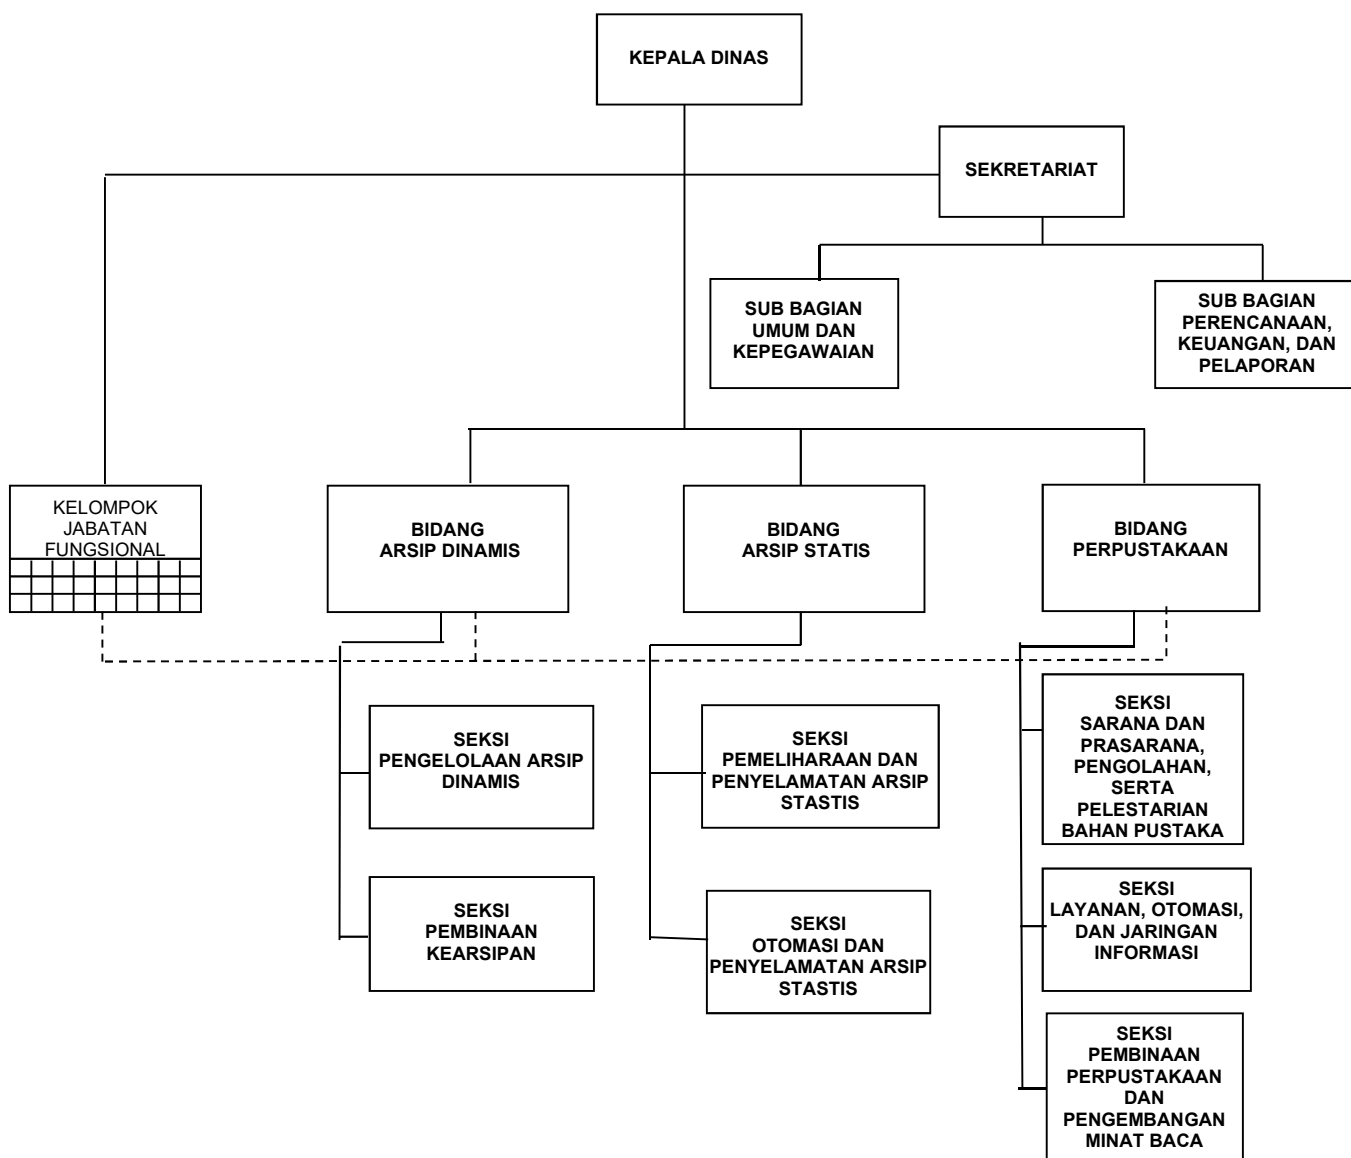 KEPALA DINAS
SEKRETARIAT
SUB BAGIAN
UMUM DAN
KEPEGAWAIAN
SUB BAGIAN
PERENCANAAN,
KEUANGAN, DAN
PELAPORAN
KELOMPOK
JABATAN
FUNGSIONAL
BIDANG
ARSIP DINAMIS
BIDANG
ARSIP STATIS
BIDANG
PERPUSTAKAAN
SEKSI
PENGELOLAAN ARSIP
DINAMIS
SEKSI
PEMBINAAN
KEARSIPAN
SEKSI
PEMELIHARAAN DAN
PENYELAMATAN ARSIP
STASTIS
SEKSI
OTOMASI DAN
PENYELAMATAN ARSIP
STASTIS
SEKSI
SARANA DAN
PRASARANA,
PENGOLAHAN,
SERTA
PELESTARIAN
BAHAN PUSTAKA
SEKSI
LAYANAN, OTOMASI,
DAN JARINGAN
INFORMASI
SEKSI
PEMBINAAN
PERPUSTAKAAN
DAN
PENGEMBANGAN
MINAT BACA